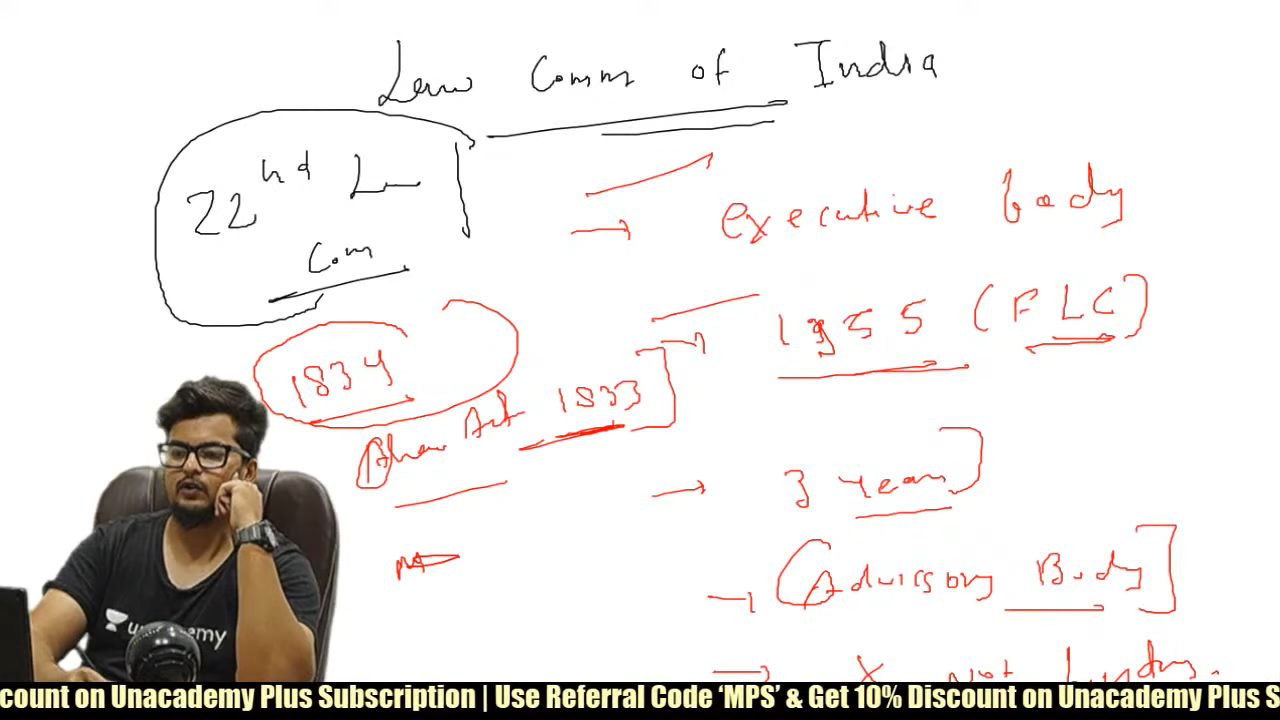 Law Comm of India
22nd Law
Com
→ executive body
1834
→ 1955 (FLC)
Act 1833]
→ 3 Years]
→ (Advisory Body]
→ X not binding.
unacademy
count on Unacademy Plus Subscription | Use Referral Code ‘MPS’ & Get 10% Discount on Unacademy Plus S